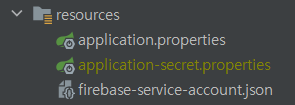 resources
application.properties
application-secret.properties
firebase-service-account.json